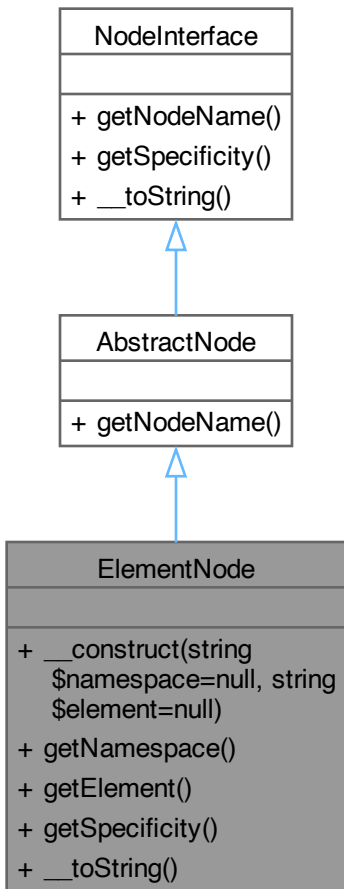 NodeInterface
+ getNodeName()
+ getSpecificity()
+ __toString()
AbstractNode
+ getNodeName()
ElementNode
+ __construct(string
$namespace=null, string
$element=null)
+ getNamespace()
+ getElement()
+ getSpecificity()
+ __toString()